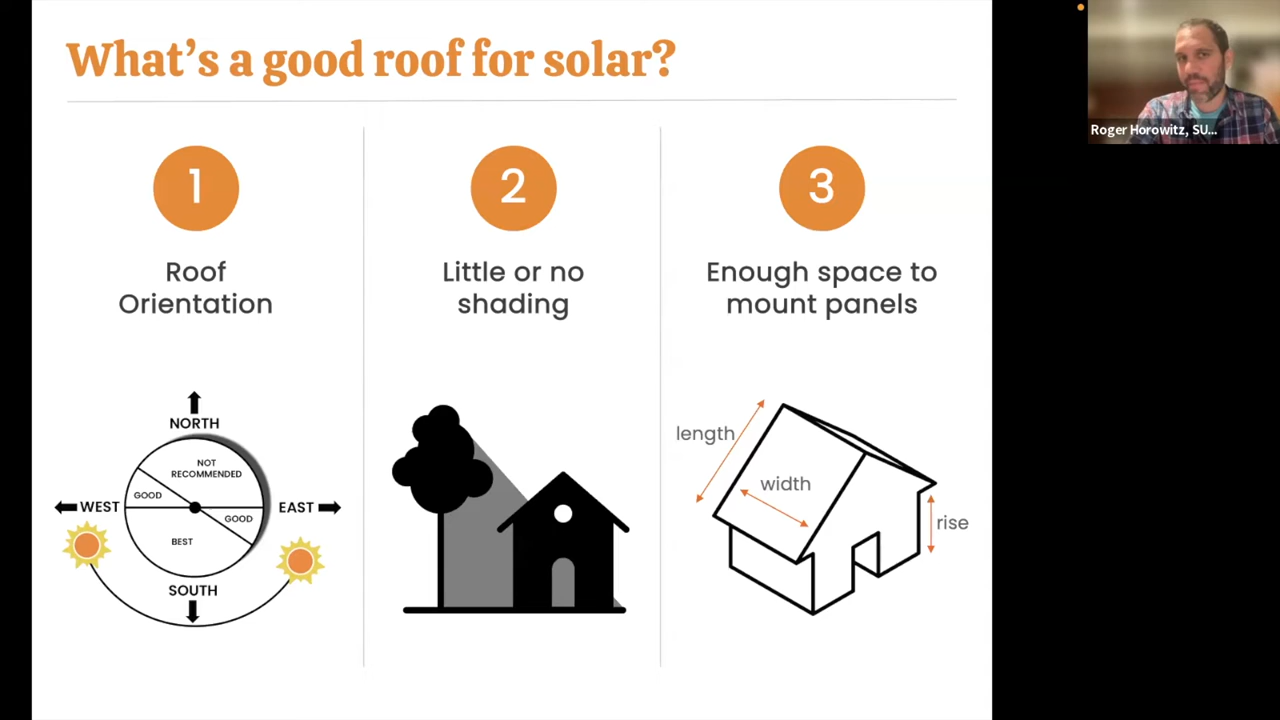 What's a good roof for solar?
1
Roof
Orientation
NORTH
NOT
RECOMMENDED
GOOD
WEST
EAST
GOOD
BEST
SOUTH
2
Little or no
shading
3
Enough space to
mount panels
length
width
rise
Roger Horowitz, SU...